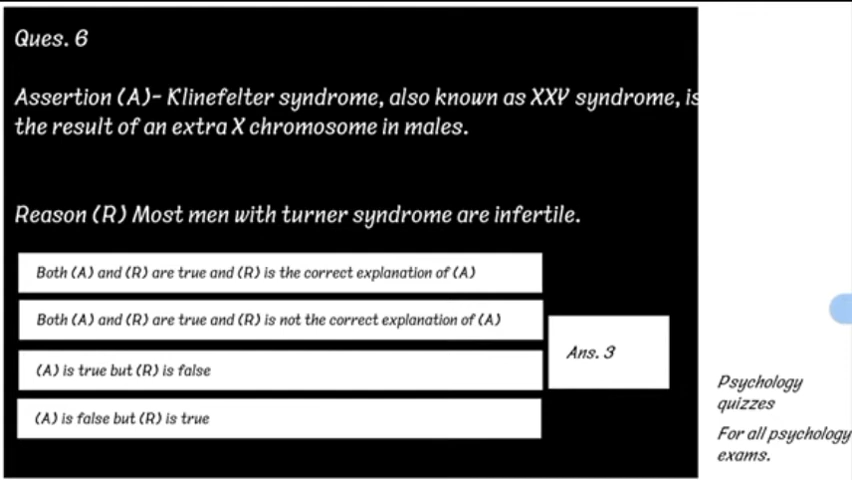 Ques. 6
Assertion (A)- Klinefelter syndrome, also known as XXY syndrome, is
the result of an extra X chromosome in males.
Reason (R) Most men with turner syndrome are infertile.
Both (A) and (R) are true and (R) is the correct explanation of (A)
Both (A) and (R) are true and (R) is not the correct explanation of (A)
(A) is true but (R) is false
(A) is false but (R) is true
Ans. 3
Psychology
quizzes
For all psychology
exams.